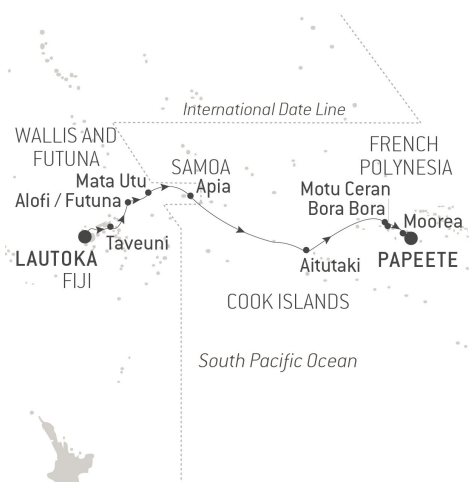 International Date Line
WALLIS AND
FUTUNA
FRENCH
POLYNESIA
SAMOA
Mata Utu
Apia
Motu Ceran
Alofi / Futuna
Bora Bora
Moorea
Taveuni
LAUTOKA
FIJI
Aitutaki
PAPEETE
COOK ISLANDS
South Pacific Ocean